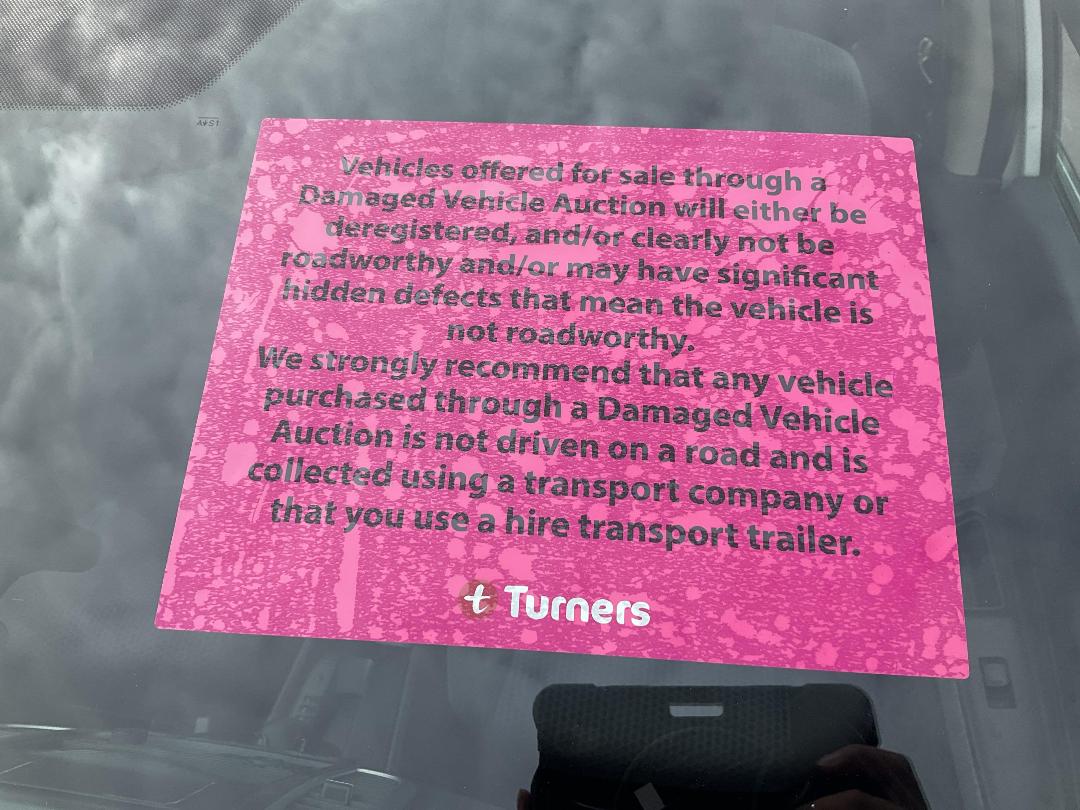 AS1
Vehicles offered for sale through a
Damaged Vehicle Auction will either be
deregistered, and/or clearly not be
roadworthy and/or may have significant
hidden defects that mean the vehicle is
not roadworthy.
We strongly recommend that any vehicle
purchased through a Damaged Vehicle
Auction is not driven on a road and is
collected using a transport company or
that you use a hire transport trailer.
t Turners